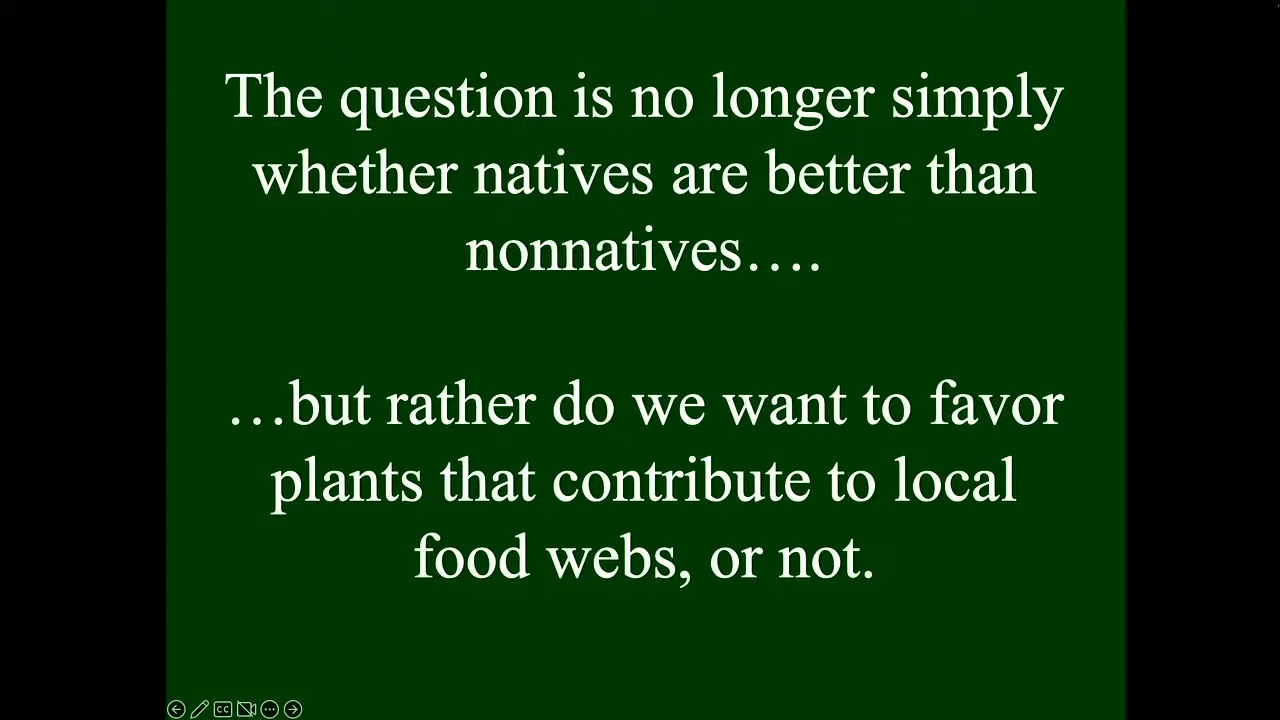 The question is no longer simply
whether natives are better than
nonnatives….
…but rather do we want to favor
plants that contribute to local
food webs, or not.
CC